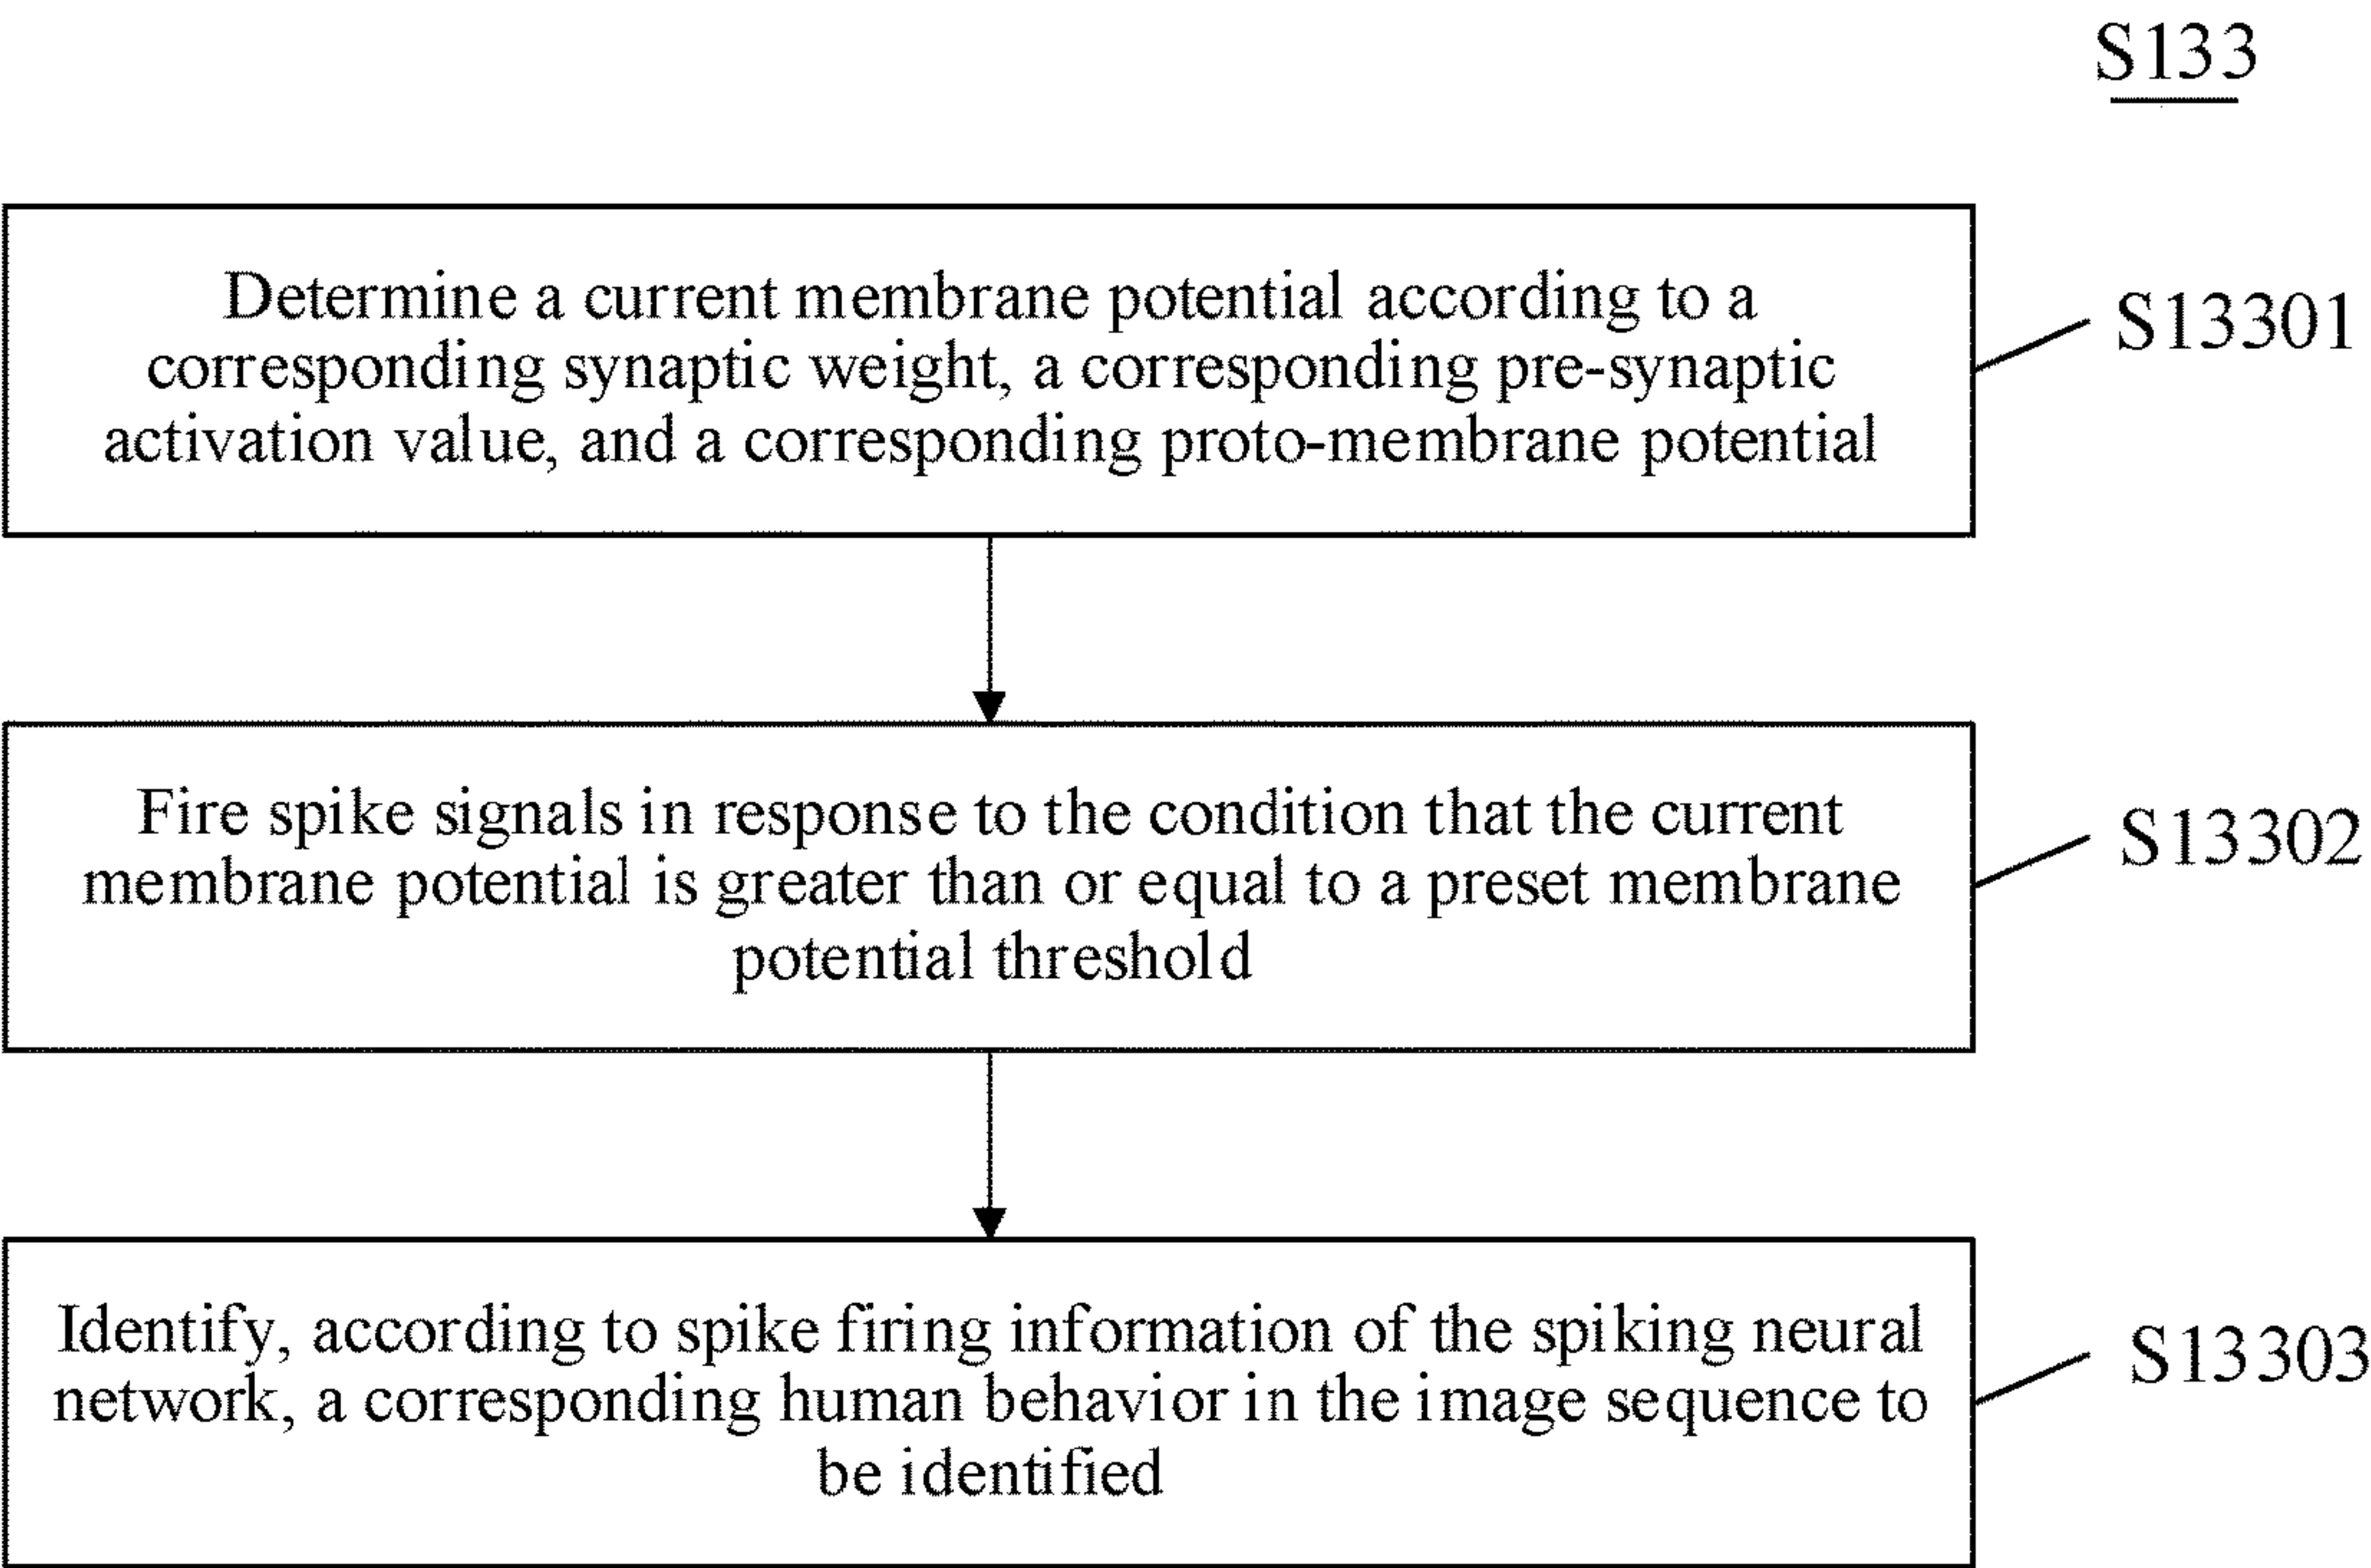 S133
Determine a current membrane potential according to a
corresponding synaptic weight, a corresponding pre-synaptic
activation value, and a corresponding proto-membrane potential
S13301
Fire spike signals in response to the condition that the current
membrane potential is greater than or equal to a preset membrane
potential threshold
S13302
Identify, according to spike firing information of the spiking neural
network, a corresponding human behavior in the image sequence to
be identified
S13303